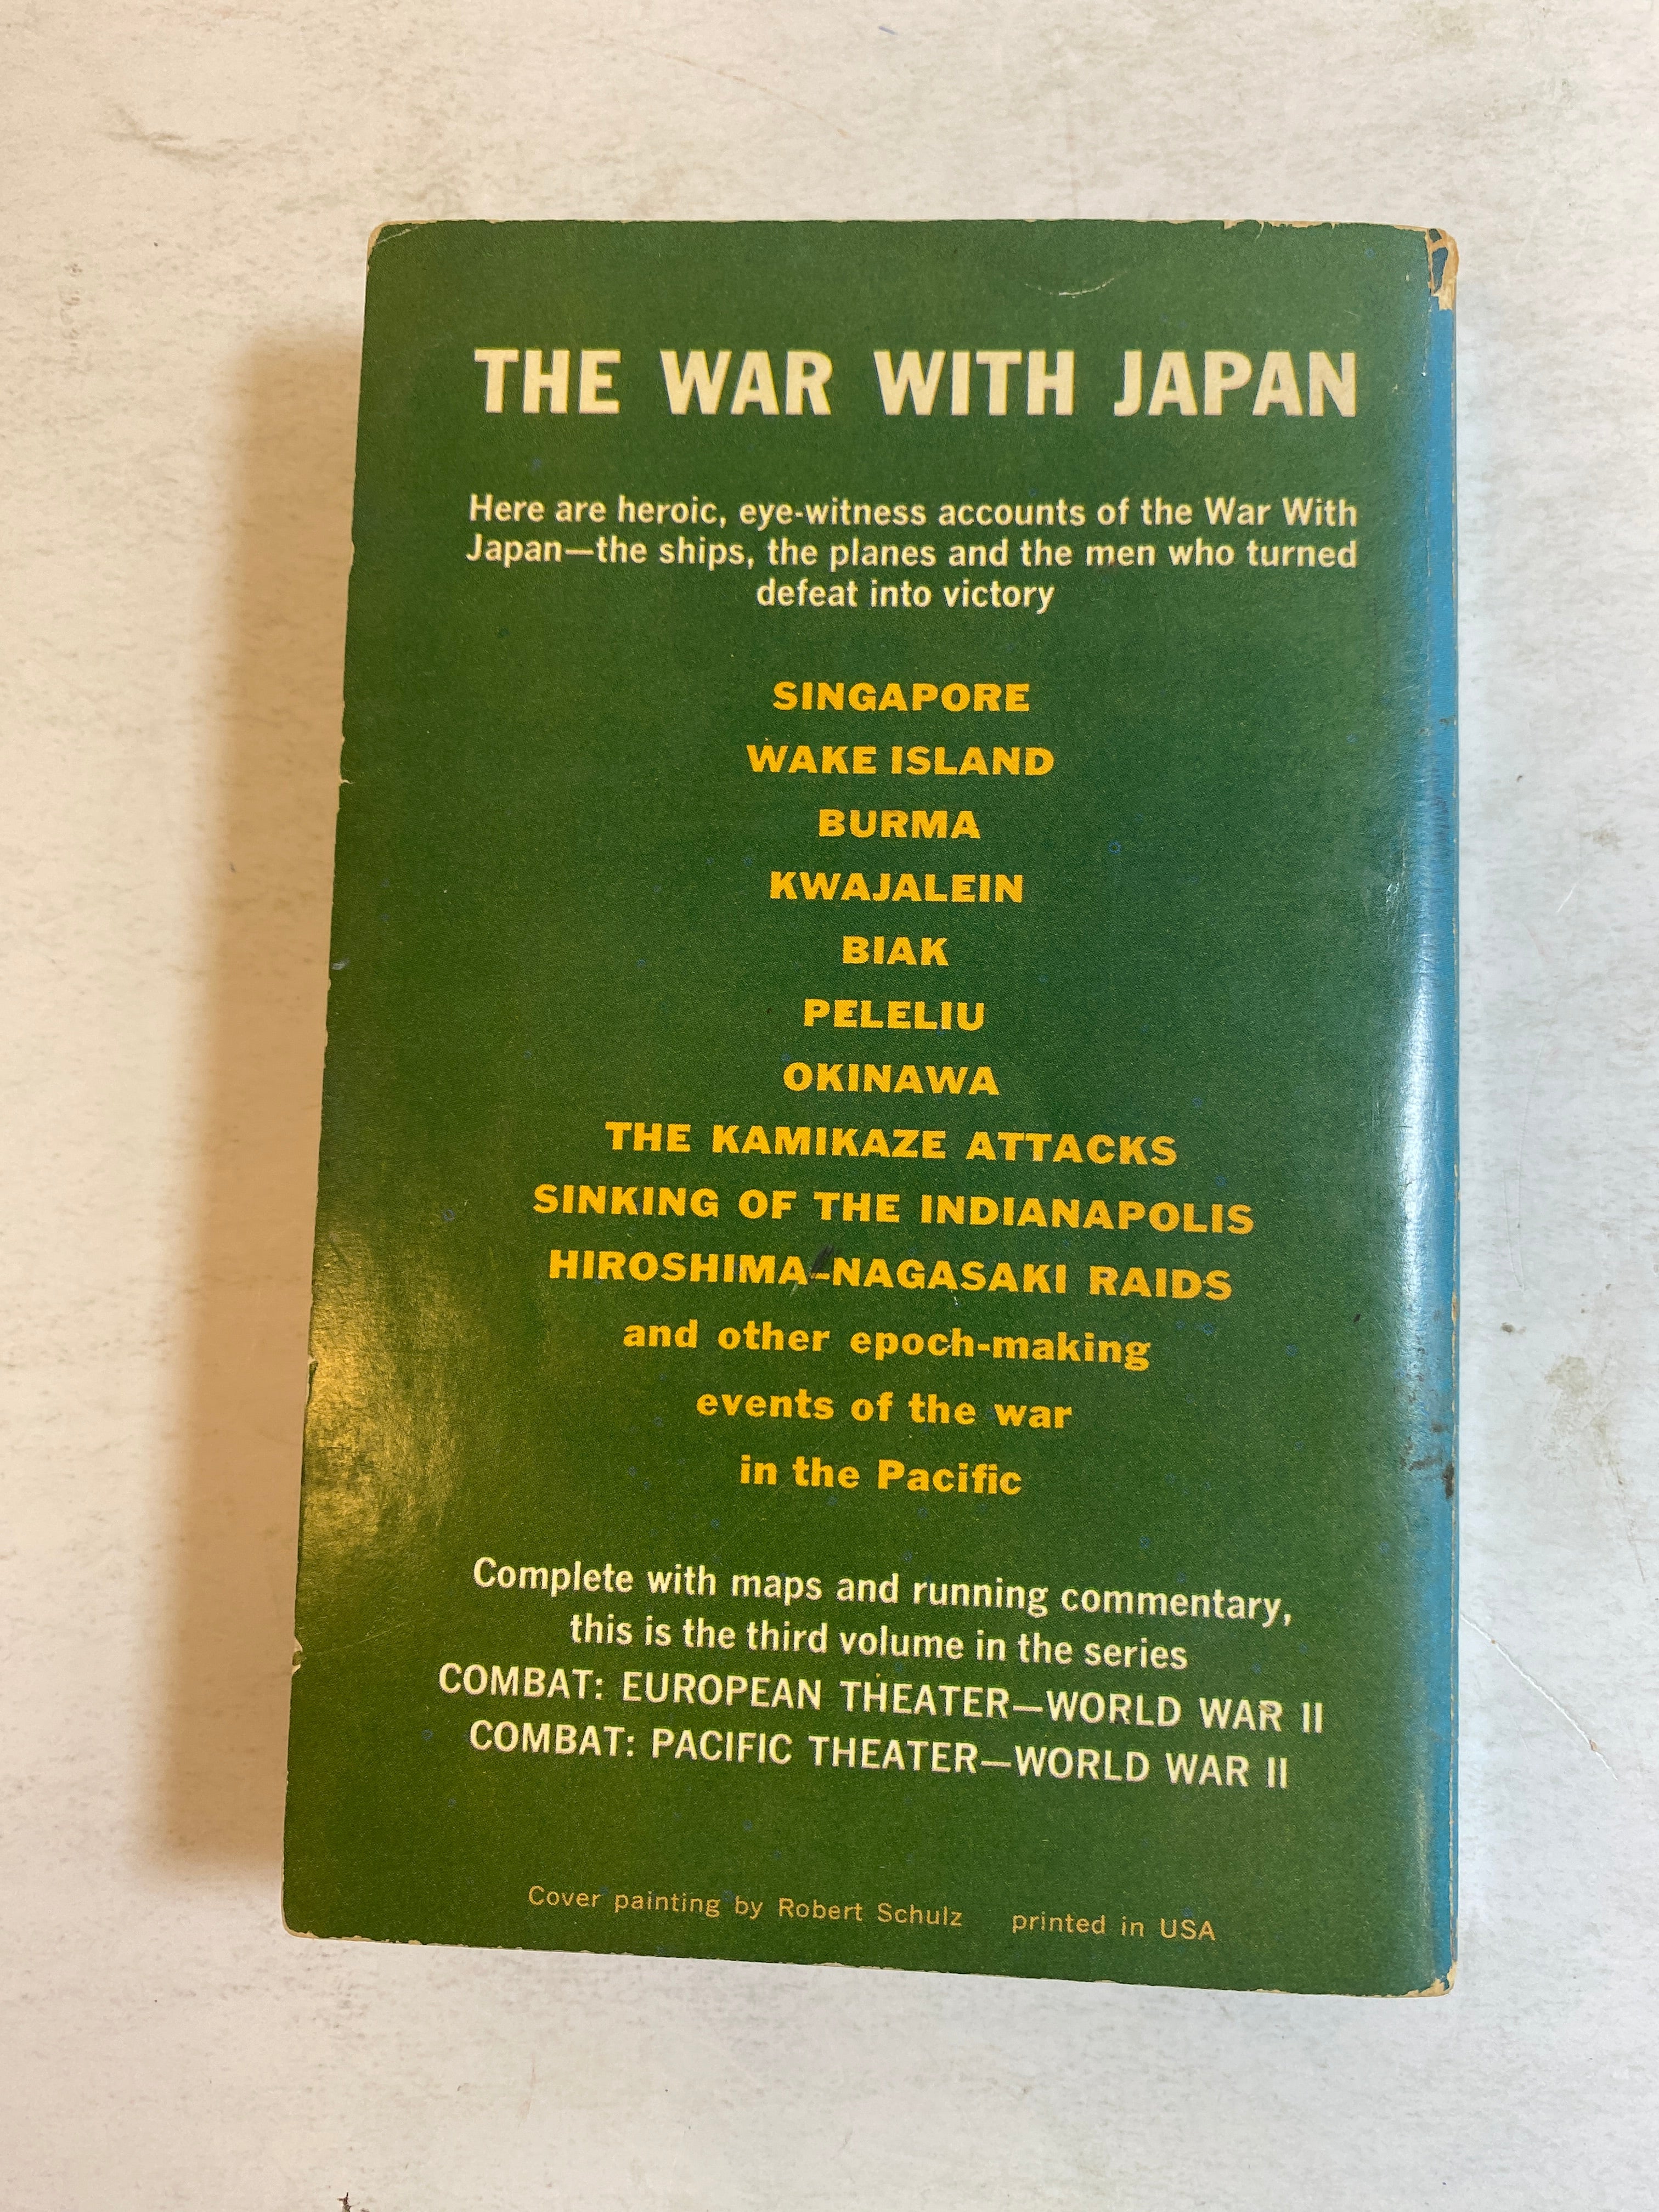 THE WAR WITH JAPAN
Here are heroic, eye-witness accounts of the War With
Japan—the ships, the planes and the men who turned
defeat into victory
SINGAPORE
WAKE ISLAND
BURMA
KWAJALEIN
BIAK
PELELIU
OKINAWA
THE KAMIKAZE ATTACKS
SINKING OF THE INDIANAPOLIS
HIROSHIMA–NAGASAKI RAIDS
and other epoch-making
events of the war
in the Pacific
Complete with maps and running commentary,
this is the third volume in the series
COMBAT: EUROPEAN THEATER—WORLD WAR II
COMBAT: PACIFIC THEATER—WORLD WAR II
Cover painting by Robert Schulz printed in USA